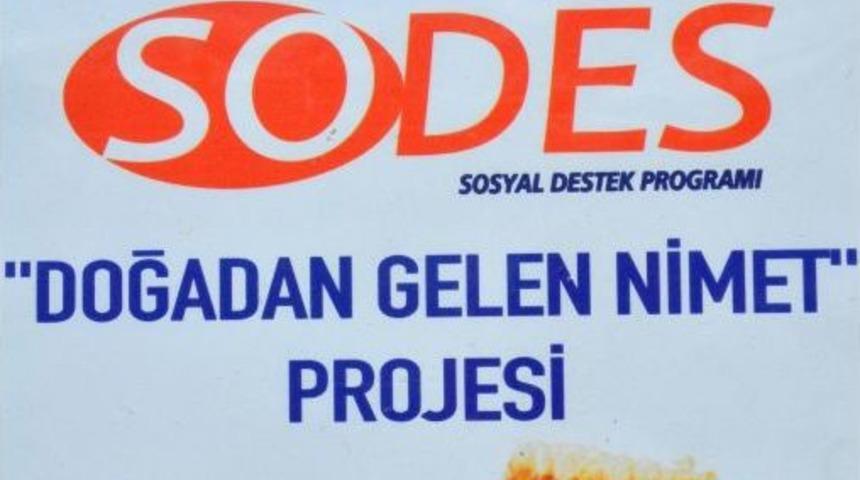 SODES
SOSYAL DESTEK PROGRAMI
"DOĞADAN GELEN NİMET"
PROJESİ